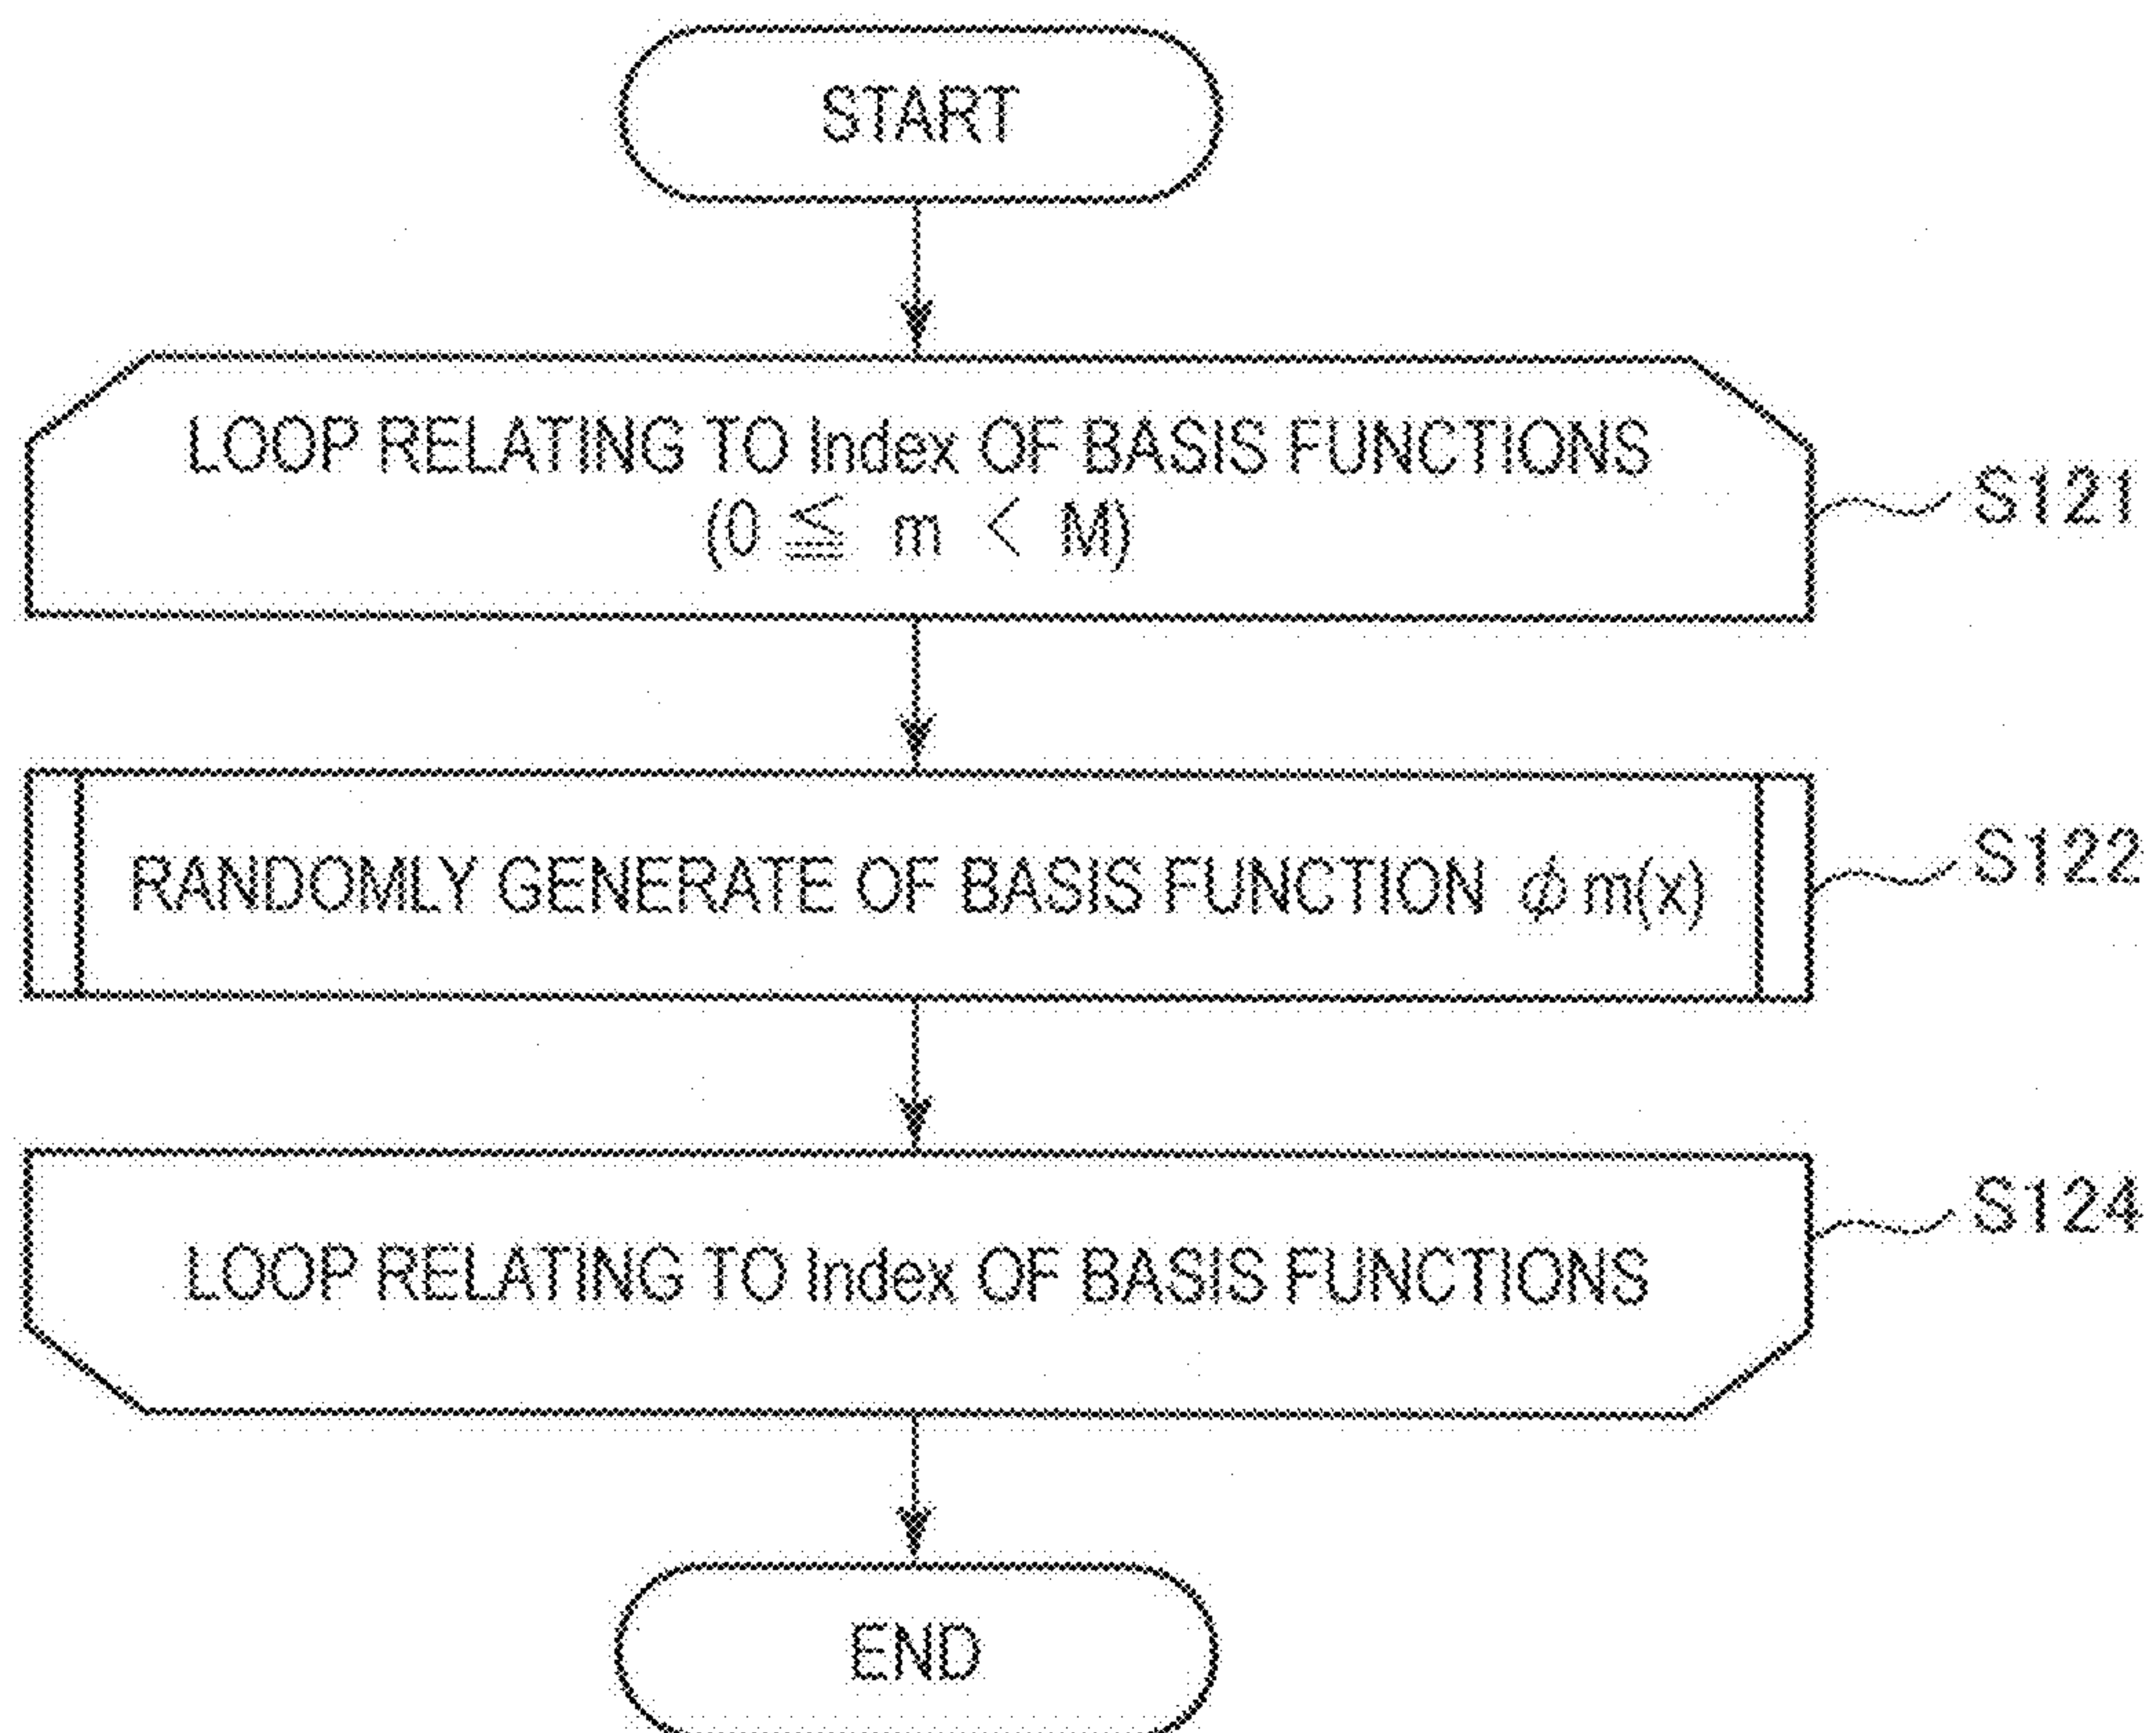 START
LOOP RELATING TO Index OF BASIS FUNCTIONS
(0 ≦ m < M)
S121
RANDOMLY GENERATE OF BASIS FUNCTION ϕ m(x)
S122
LOOP RELATING TO Index OF BASIS FUNCTIONS
S124
END